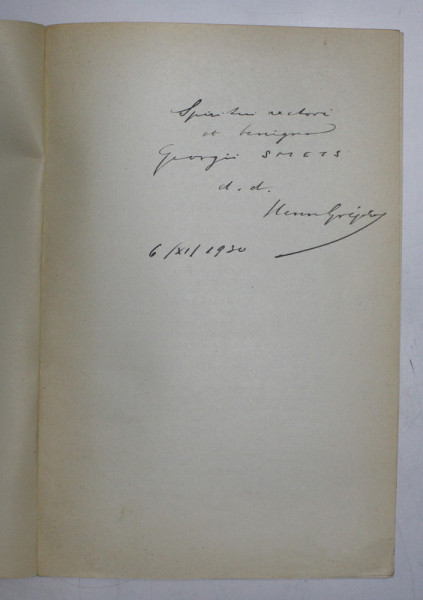 Spiritui rectori
et benigno
Georgii SMETS
d. d.
Henri Grégoire
6/XI/1930